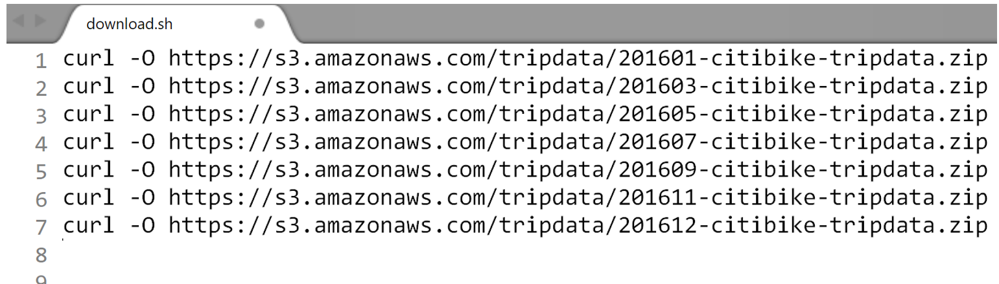 download.sh
1 curl -O https://s3.amazonaws.com/tripdata/201601-citibike-tripdata.zip
2 curl -O https://s3.amazonaws.com/tripdata/201603-citibike-tripdata.zip
3 curl -O https://s3.amazonaws.com/tripdata/201605-citibike-tripdata.zip
4 curl -O https://s3.amazonaws.com/tripdata/201607-citibike-tripdata.zip
5 curl -O https://s3.amazonaws.com/tripdata/201609-citibike-tripdata.zip
6 curl -O https://s3.amazonaws.com/tripdata/201611-citibike-tripdata.zip
7 curl -O https://s3.amazonaws.com/tripdata/201612-citibike-tripdata.zip
8
9